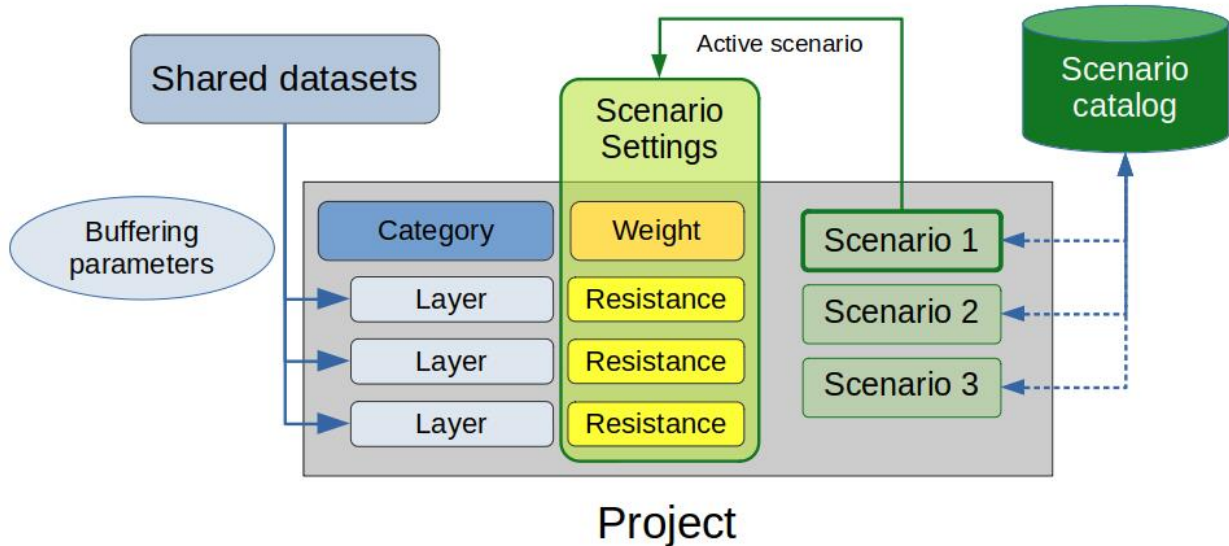 Active scenario
Shared datasets
Scenario
catalog
Scenario
Settings
Buffering
parameters
Category
Weight
Scenario 1
Layer
Resistance
Scenario 2
Layer
Resistance
Scenario 3
Layer
Resistance
Project